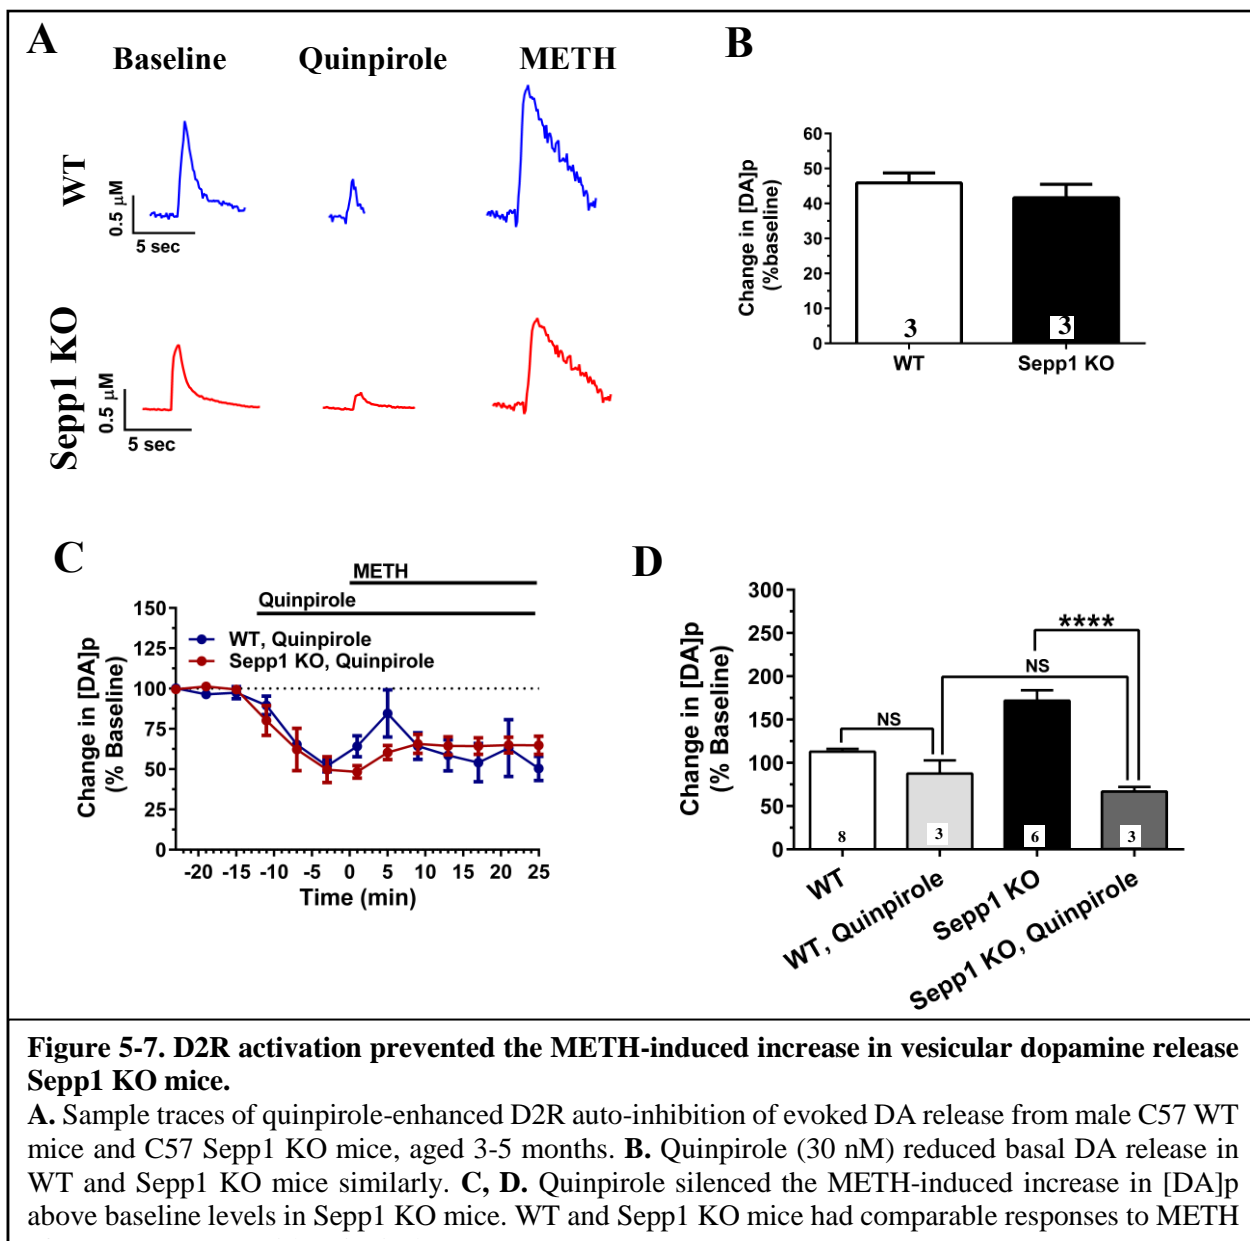 A
Baseline Quinpirole METH
WT
0.5 μM
5 sec
Sepp1 KO
0.5 μM
5 sec
B
Change in [DA]p
(%baseline)
60
50
40
30
20
10
0
3 3
WT Sepp1 KO
C
METH
Quinpirole
WT, Quinpirole
Sepp1 KO, Quinpirole
Change in [DA]p
(% Baseline)
150
125
100
75
50
25
0
-20 -15 -10 -5 0 5 10 15 20 25
Time (min)
D
Change in [DA]p
(% Baseline)
300
250
200
150
100
50
0
****
NS
NS
8 3 6 3
WT
WT, Quinpirole
Sepp1 KO
Sepp1 KO, Quinpirole
Figure 5-7. D2R activation prevented the METH-induced increase in vesicular dopamine release
Sepp1 KO mice.
A. Sample traces of quinpirole-enhanced D2R auto-inhibition of evoked DA release from male C57 WT
mice and C57 Sepp1 KO mice, aged 3-5 months. B. Quinpirole (30 nM) reduced basal DA release in
WT and Sepp1 KO mice similarly. C, D. Quinpirole silenced the METH-induced increase in [DA]p
above baseline levels in Sepp1 KO mice. WT and Sepp1 KO mice had comparable responses to METH